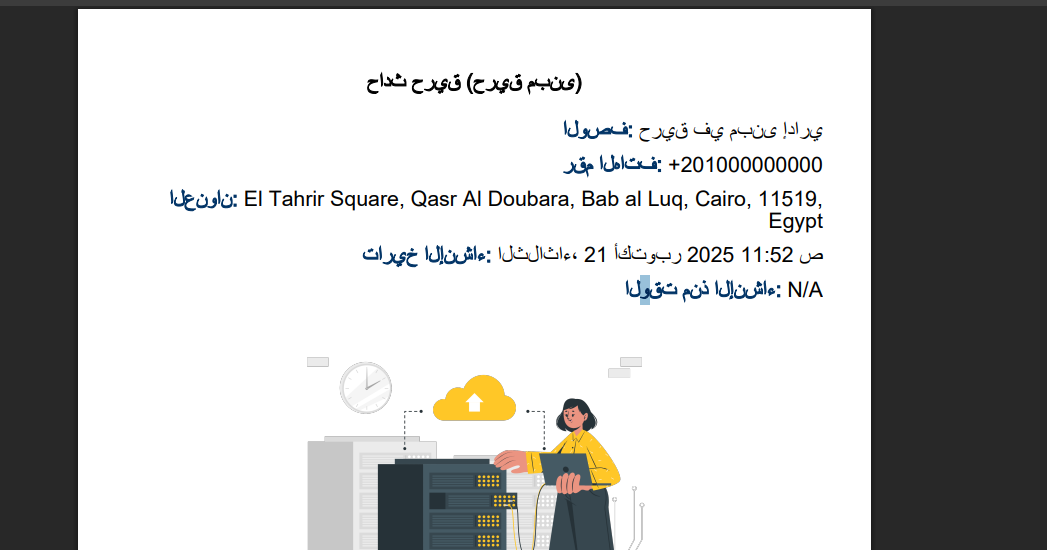 حادث حريق (حريق مبنى)
الوصف: حريق في مبنى إداري
رقم الهاتف: +201000000000
العنوان: El Tahrir Square, Qasr Al Doubara, Bab al Luq, Cairo, 11519,
Egypt
تاريخ الإنشاء: الثلاثاء، 21 أكتوبر 2025 11:52 ص
الوقت منذ الإنشاء: N/A